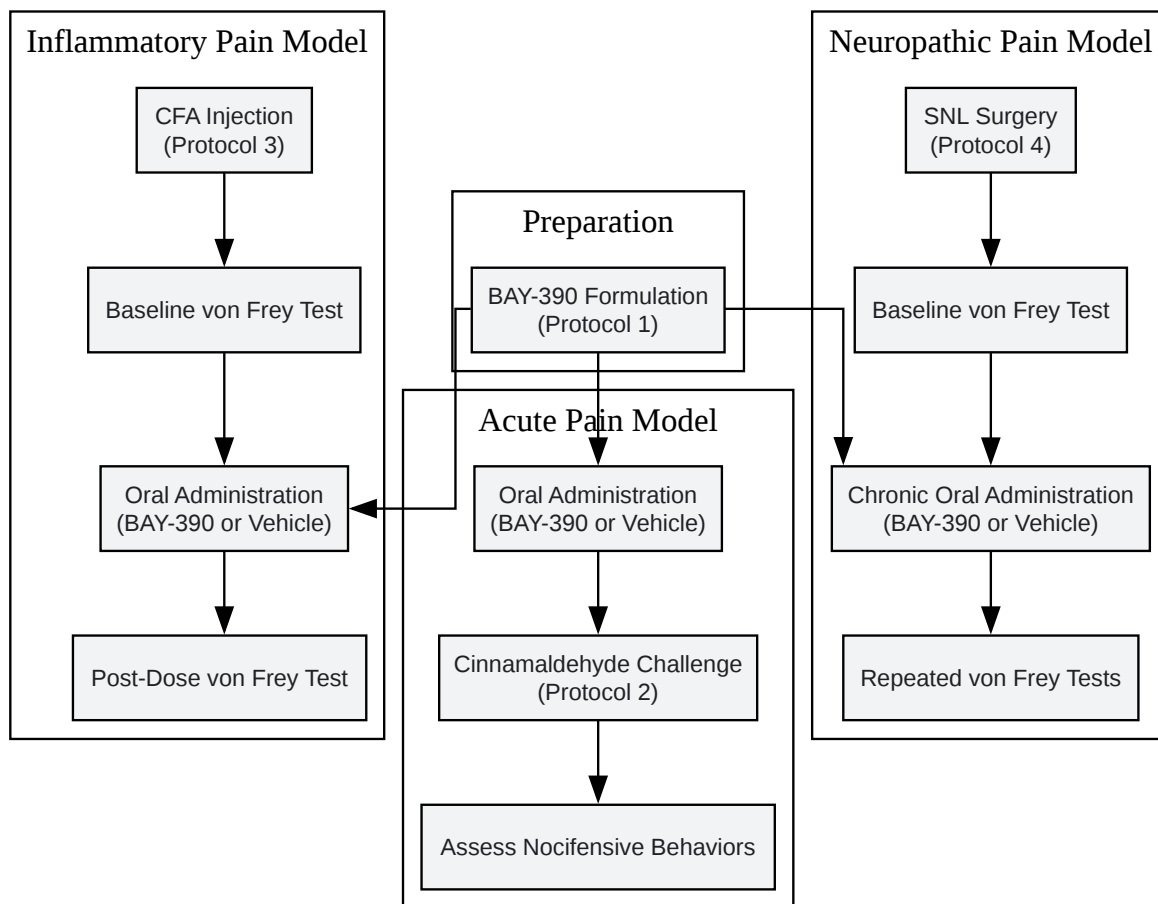 Inflammatory Pain Model
CFA Injection
(Protocol 3)
Baseline von Frey Test
Oral Administration
(BAY-390 or Vehicle)
Post-Dose von Frey Test
Preparation
BAY-390 Formulation
(Protocol 1)
Acute Pain Model
Oral Administration
(BAY-390 or Vehicle)
Cinnamaldehyde Challenge
(Protocol 2)
Assess Nocifensive Behaviors
Neuropathic Pain Model
SNL Surgery
(Protocol 4)
Baseline von Frey Test
Chronic Oral Administration
(BAY-390 or Vehicle)
Repeated von Frey Tests